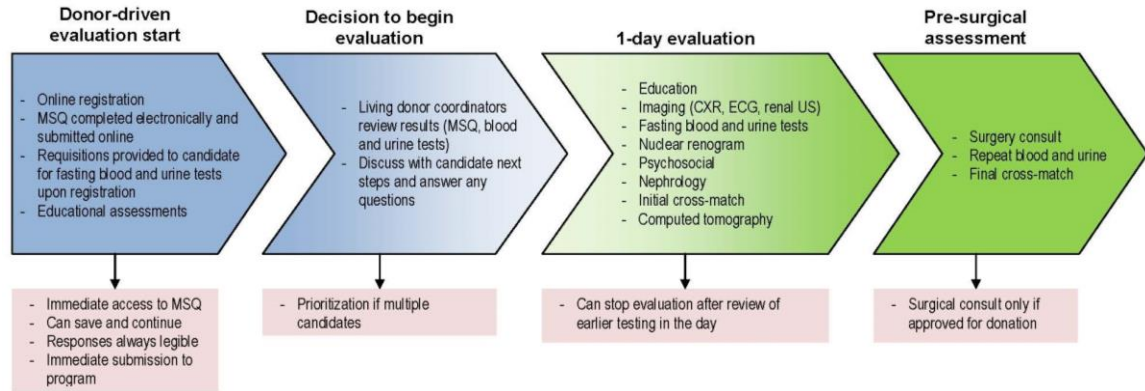 Donor-driven
evaluation start
- Online registration
- MSQ completed electronically and
submitted online
- Requisitions provided to candidate
for fasting blood and urine tests
upon registration
- Educational assessments
- Immediate access to MSQ
- Can save and continue
- Responses always legible
- Immediate submission to
program
Decision to begin
evaluation
- Living donor coordinators
review results (MSQ, blood
and urine tests)
- Discuss with candidate next
steps and answer any
questions
- Prioritization if multiple
candidates
1-day evaluation
- Education
- Imaging (CXR, ECG, renal US)
- Fasting blood and urine tests
- Nuclear renogram
- Psychosocial
- Nephrology
- Initial cross-match
- Computed tomography
- Can stop evaluation after review of
earlier testing in the day
Pre-surgical
assessment
- Surgery consult
- Repeat blood and urine
- Final cross-match
- Surgical consult only if
approved for donation